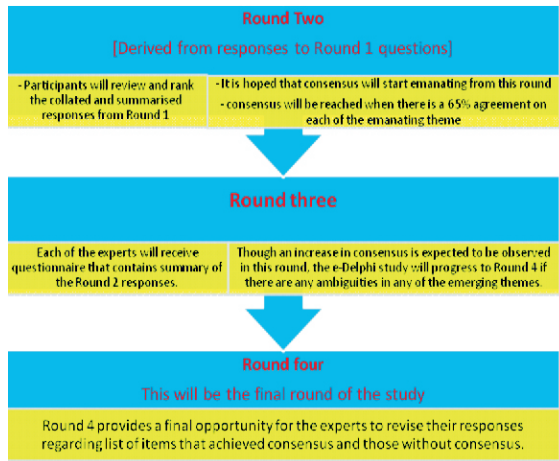 Round Two
[Derived from responses to Round 1 questions]
- Participants will review and rank
the collated and summarised
responses from Round 1
- It is hoped that consensus will start emanating from this round
- consensus will be reached when there is a 65% agreement on
each of the emanating theme
Round three
Each of the experts will receive
questionnaire that contains summary of
the Round 2 responses.
Though an increase in consensus is expected to be observed
in this round, the e-Delphi study will progress to Round 4 if
there are any ambiguities in any of the emerging themes.
Round four
This will be the final round of the study
Round 4 provides a final opportunity for the experts to revise their responses
regarding list of items that achieved consensus and those without consensus.